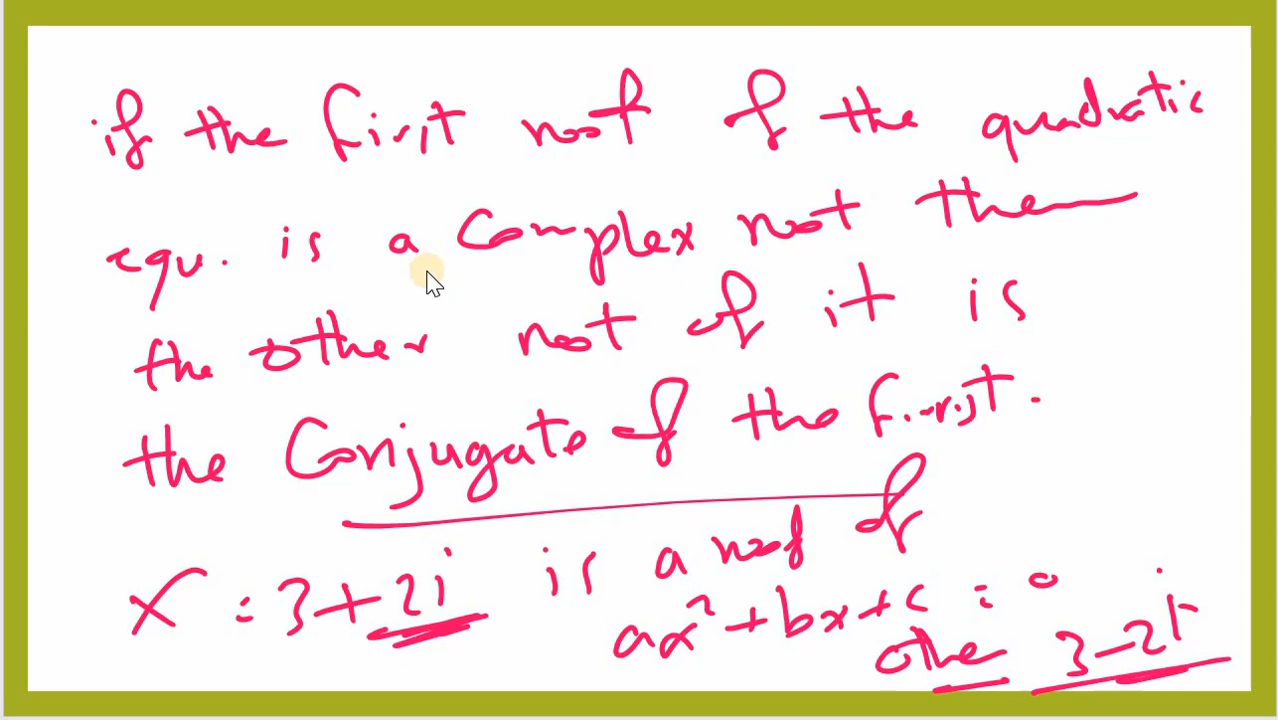 if the first root of the quadratic
equ. is a Complex root then
the other root of it is
the Conjugate of the first.
x = 3+2i is a root of
ax²+bx+c = 0
other 3-2i